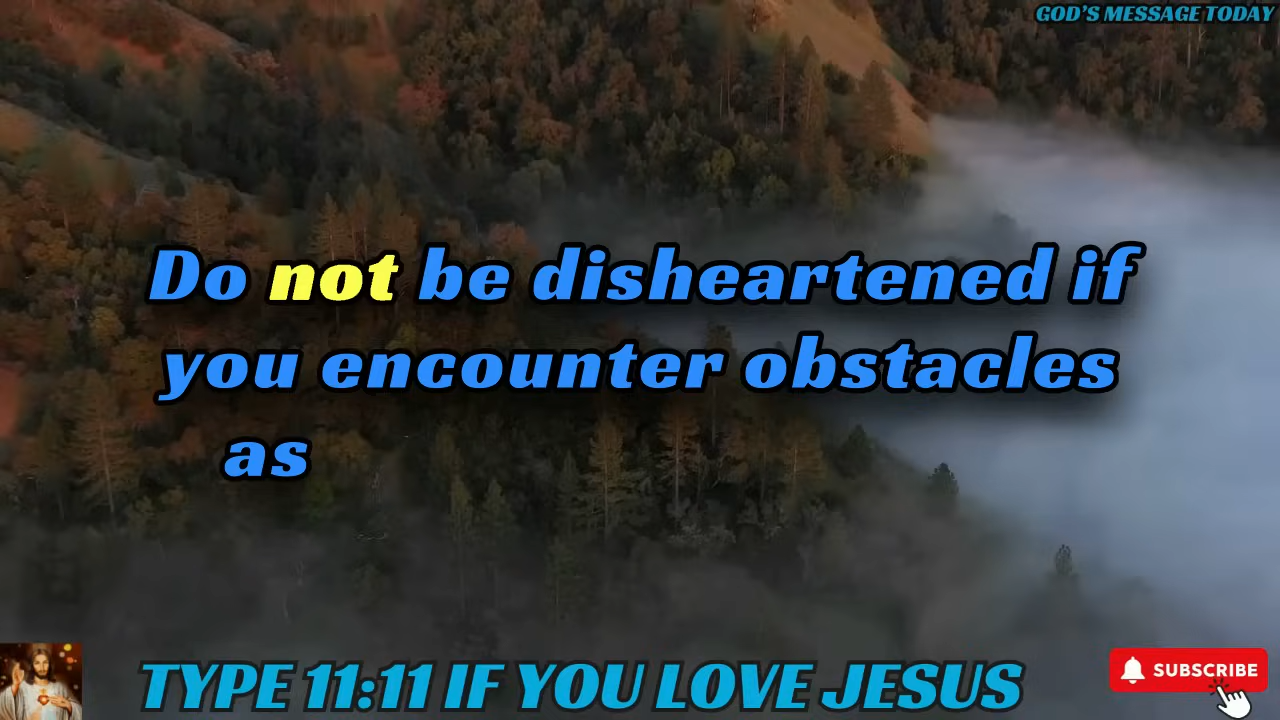 GOD'S MESSAGE TODAY
Do not be disheartened if
you encounter obstacles
as
TYPE 11:11 IF YOU LOVE JESUS
SUBSCRIBE